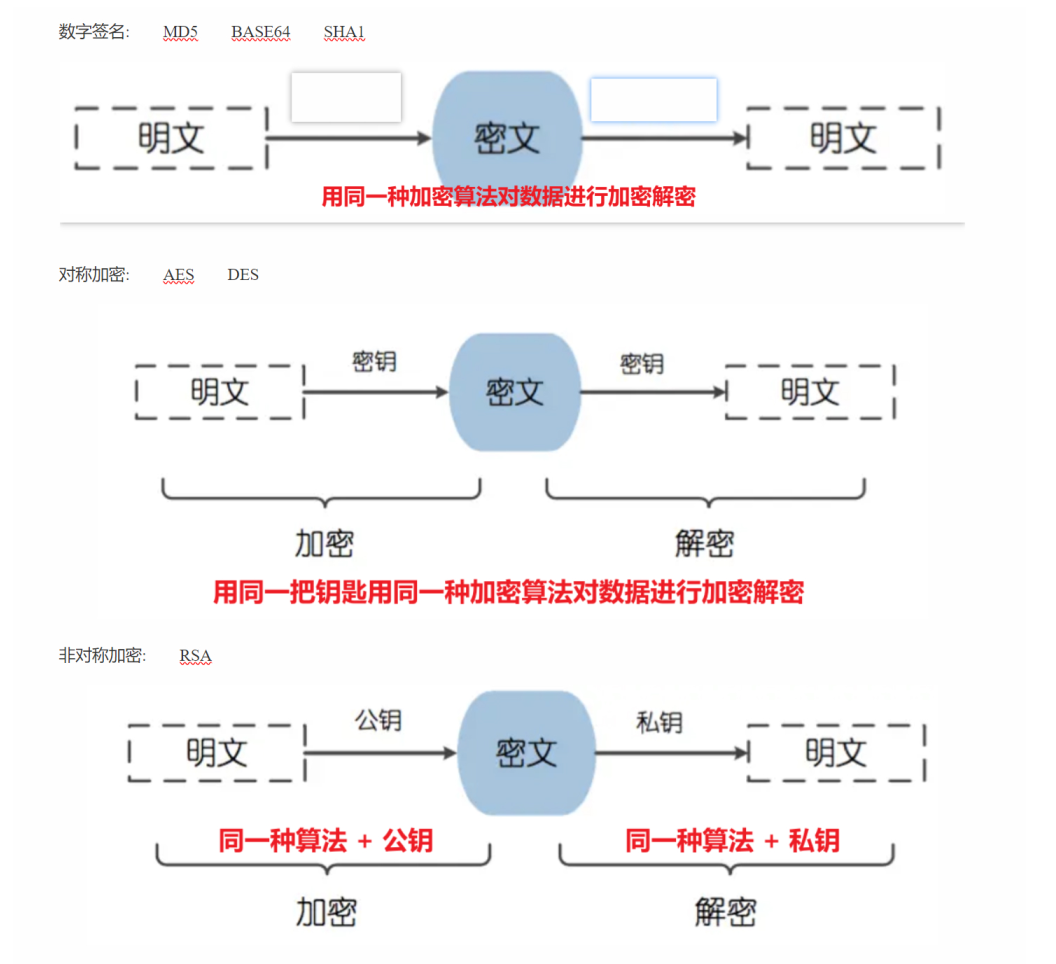 数字签名: MD5 BASE64 SHA1
明文 密文 明文
用同一种加密算法对数据进行加密解密
对称加密: AES DES
密钥 密钥
明文 密文 明文
加密 解密
用同一把钥匙用同一种加密算法对数据进行加密解密
非对称加密: RSA
公钥 私钥
明文 密文 明文
同一种算法 + 公钥 同一种算法 + 私钥
加密 解密